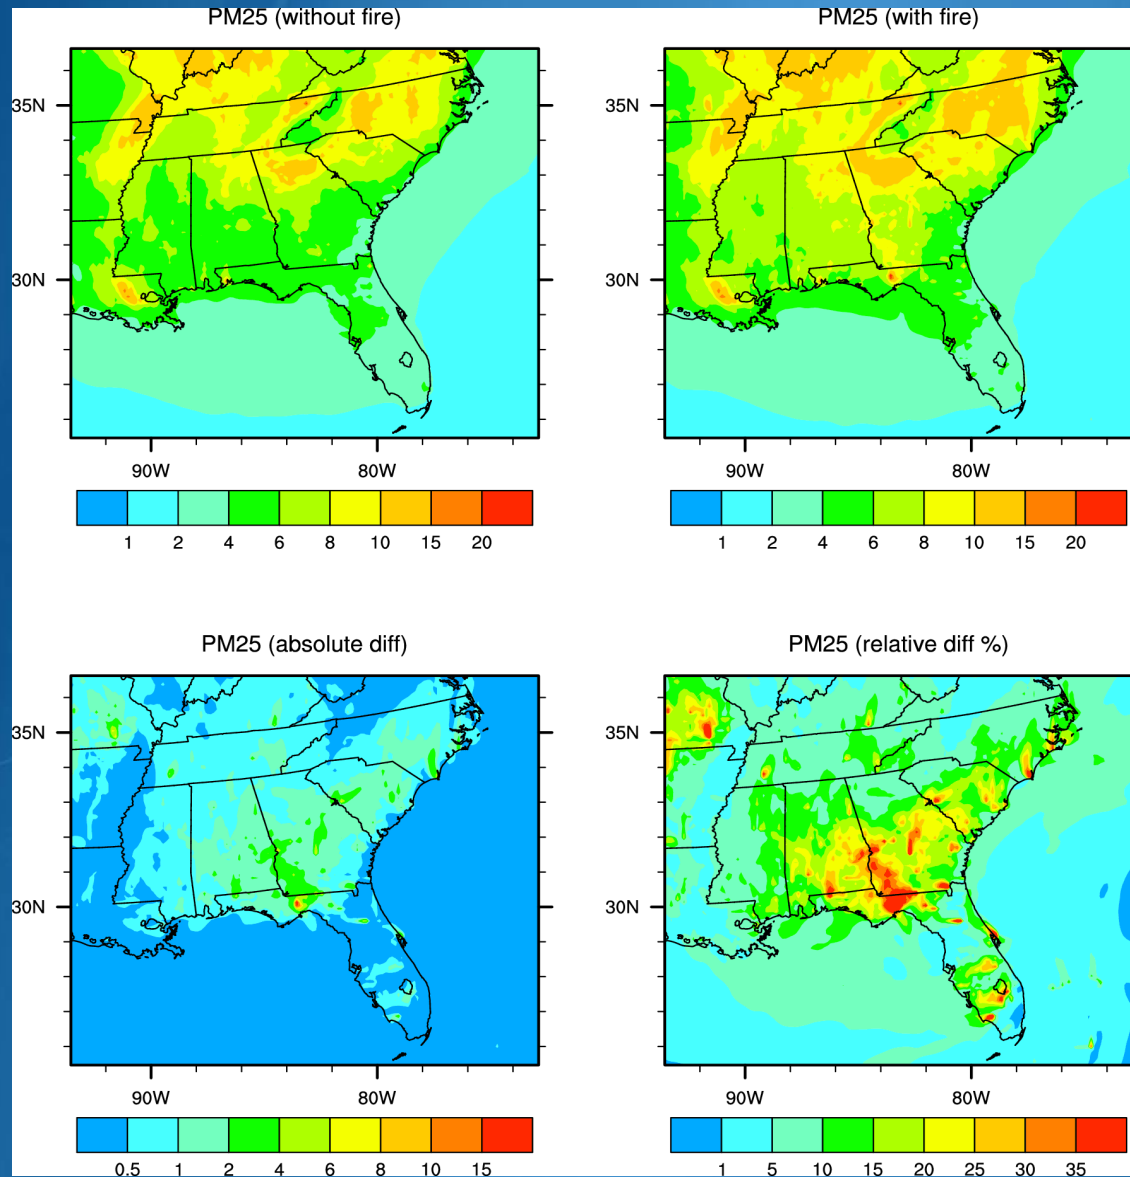 PM25 (without fire)
PM25 (with fire)
35N
30N
90W 80W
1 2 4 6 8 10 15 20
35N
30N
90W 80W
1 2 4 6 8 10 15 20
PM25 (absolute diff)
PM25 (relative diff %)
35N
30N
90W 80W
0.5 1 2 4 6 8 10 15
35N
30N
90W 80W
1 5 10 15 20 25 30 35